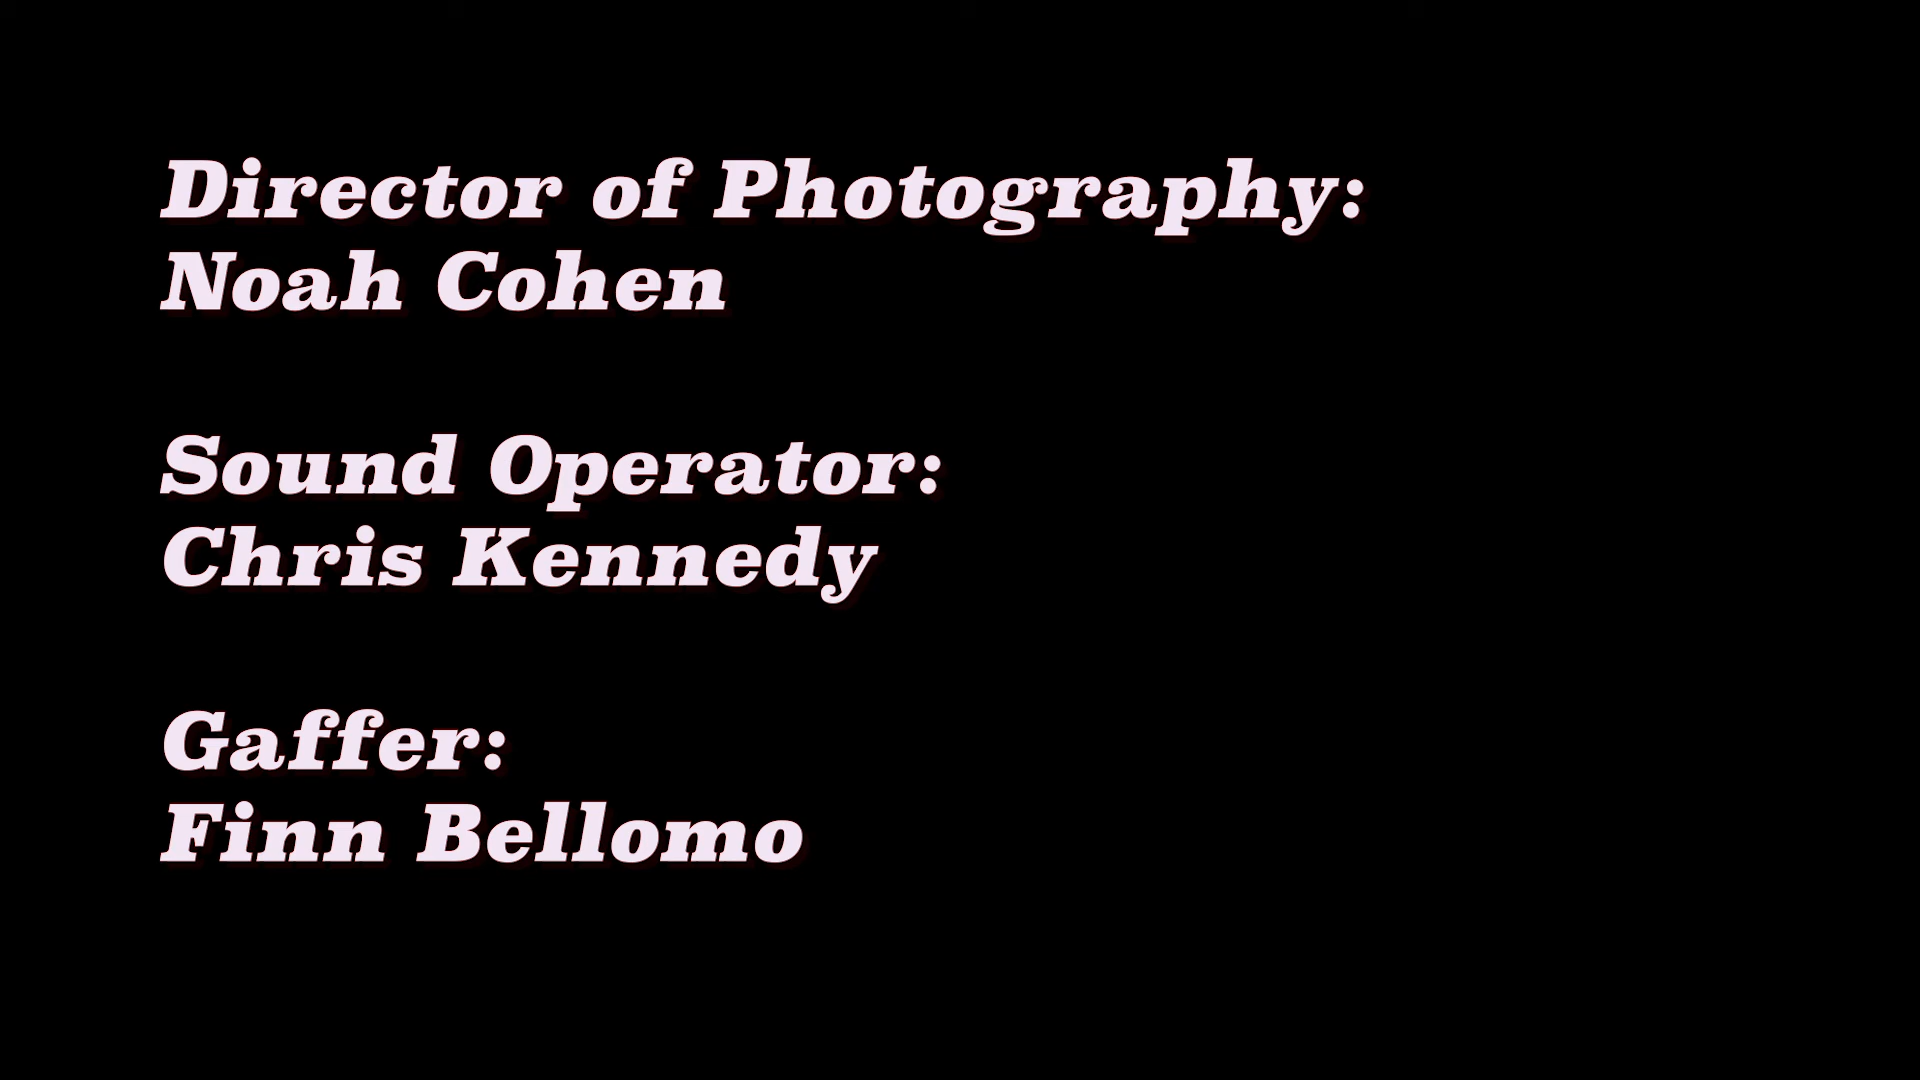 Director of Photography:
Noah Cohen
Sound Operator:
Chris Kennedy
Gaffer:
Finn Bellomo